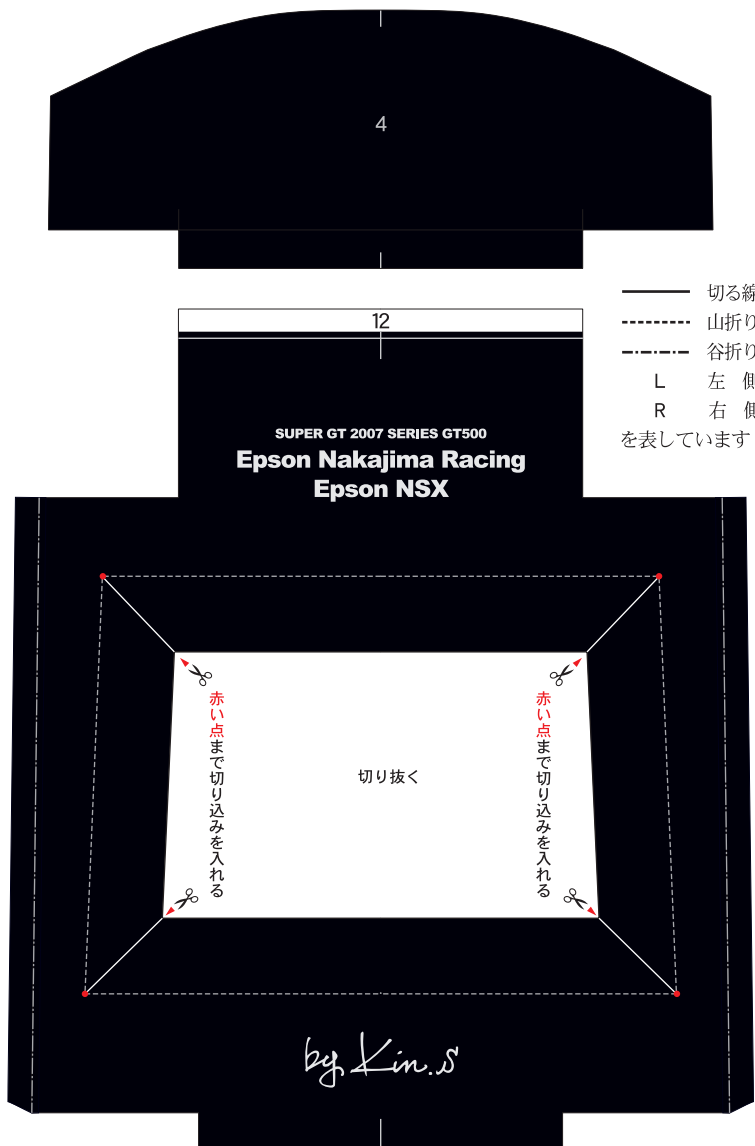 4
12
切る線
山折り
谷折り
L 左 側
R 右 側
を表しています
SUPER GT 2007 SERIES GT500
Epson Nakajima Racing
Epson NSX
赤い点まで切り込みを入れる
切り抜く
赤い点まで切り込みを入れる
by Kin.S